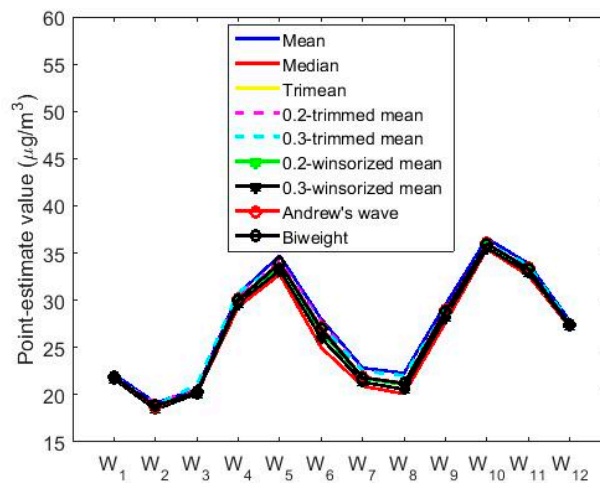 60
55
50
45
40
35
30
25
20
15
Point-estimate value (μg/m³)
Mean
Median
Trimean
0.2-trimmed mean
0.3-trimmed mean
0.2-winsorized mean
0.3-winsorized mean
Andrew's wave
Biweight
W₁ W₂ W₃ W₄ W₅ W₆ W₇ W₈ W₉ W₁₀ W₁₁ W₁₂